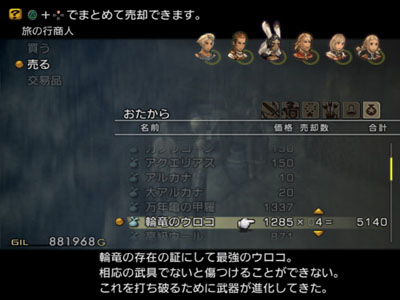 ?+でまとめて売却できます。
旅の行商人
買う
売る
交易品
おたから
名前 価格 売却数 合計
アクエリアス 150
アルカナ 10
大アルカナ 20
万年亀の甲羅 1337
輪竜のウロコ 1285× 04= 5140
GIL 881968G
輪竜の存在の証にして最強のウロコ。
相応の武具でないと傷つけることができない。
これを打ち破るために武器が進化してきた。